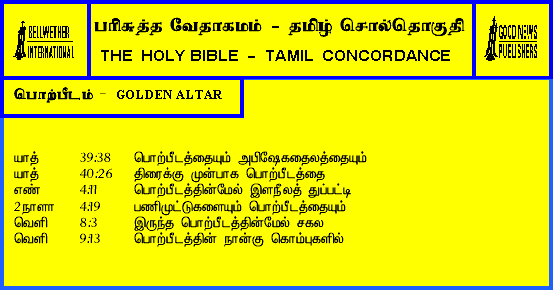 BELLWETHER
INTERNATIONAL
பரிசுத்த வேதாகமம் – தமிழ் சொல்தொகுதி
THE HOLY BIBLE – TAMIL CONCORDANCE
GOOD NEWS
PUBLISHERS
பொற்பீடம் – GOLDEN ALTAR
யாத் 39:38 பொற்பீடத்தையும் அபிஷேகதைலத்தையும்
யாத் 40:26 திரைக்கு முன்பாக பொற்பீடத்தை
எண் 4:11 பொற்பீடத்தின்மேல் இளநீலத் துப்பட்டி
2நாளா 4:19 பணிமுட்டுகளையும் பொற்பீடத்தையும்
வெளி 8:3 இருந்த பொற்பீடத்தின்மேல் சகல
வெளி 9:13 பொற்பீடத்தின் நான்கு கொம்புகளில்